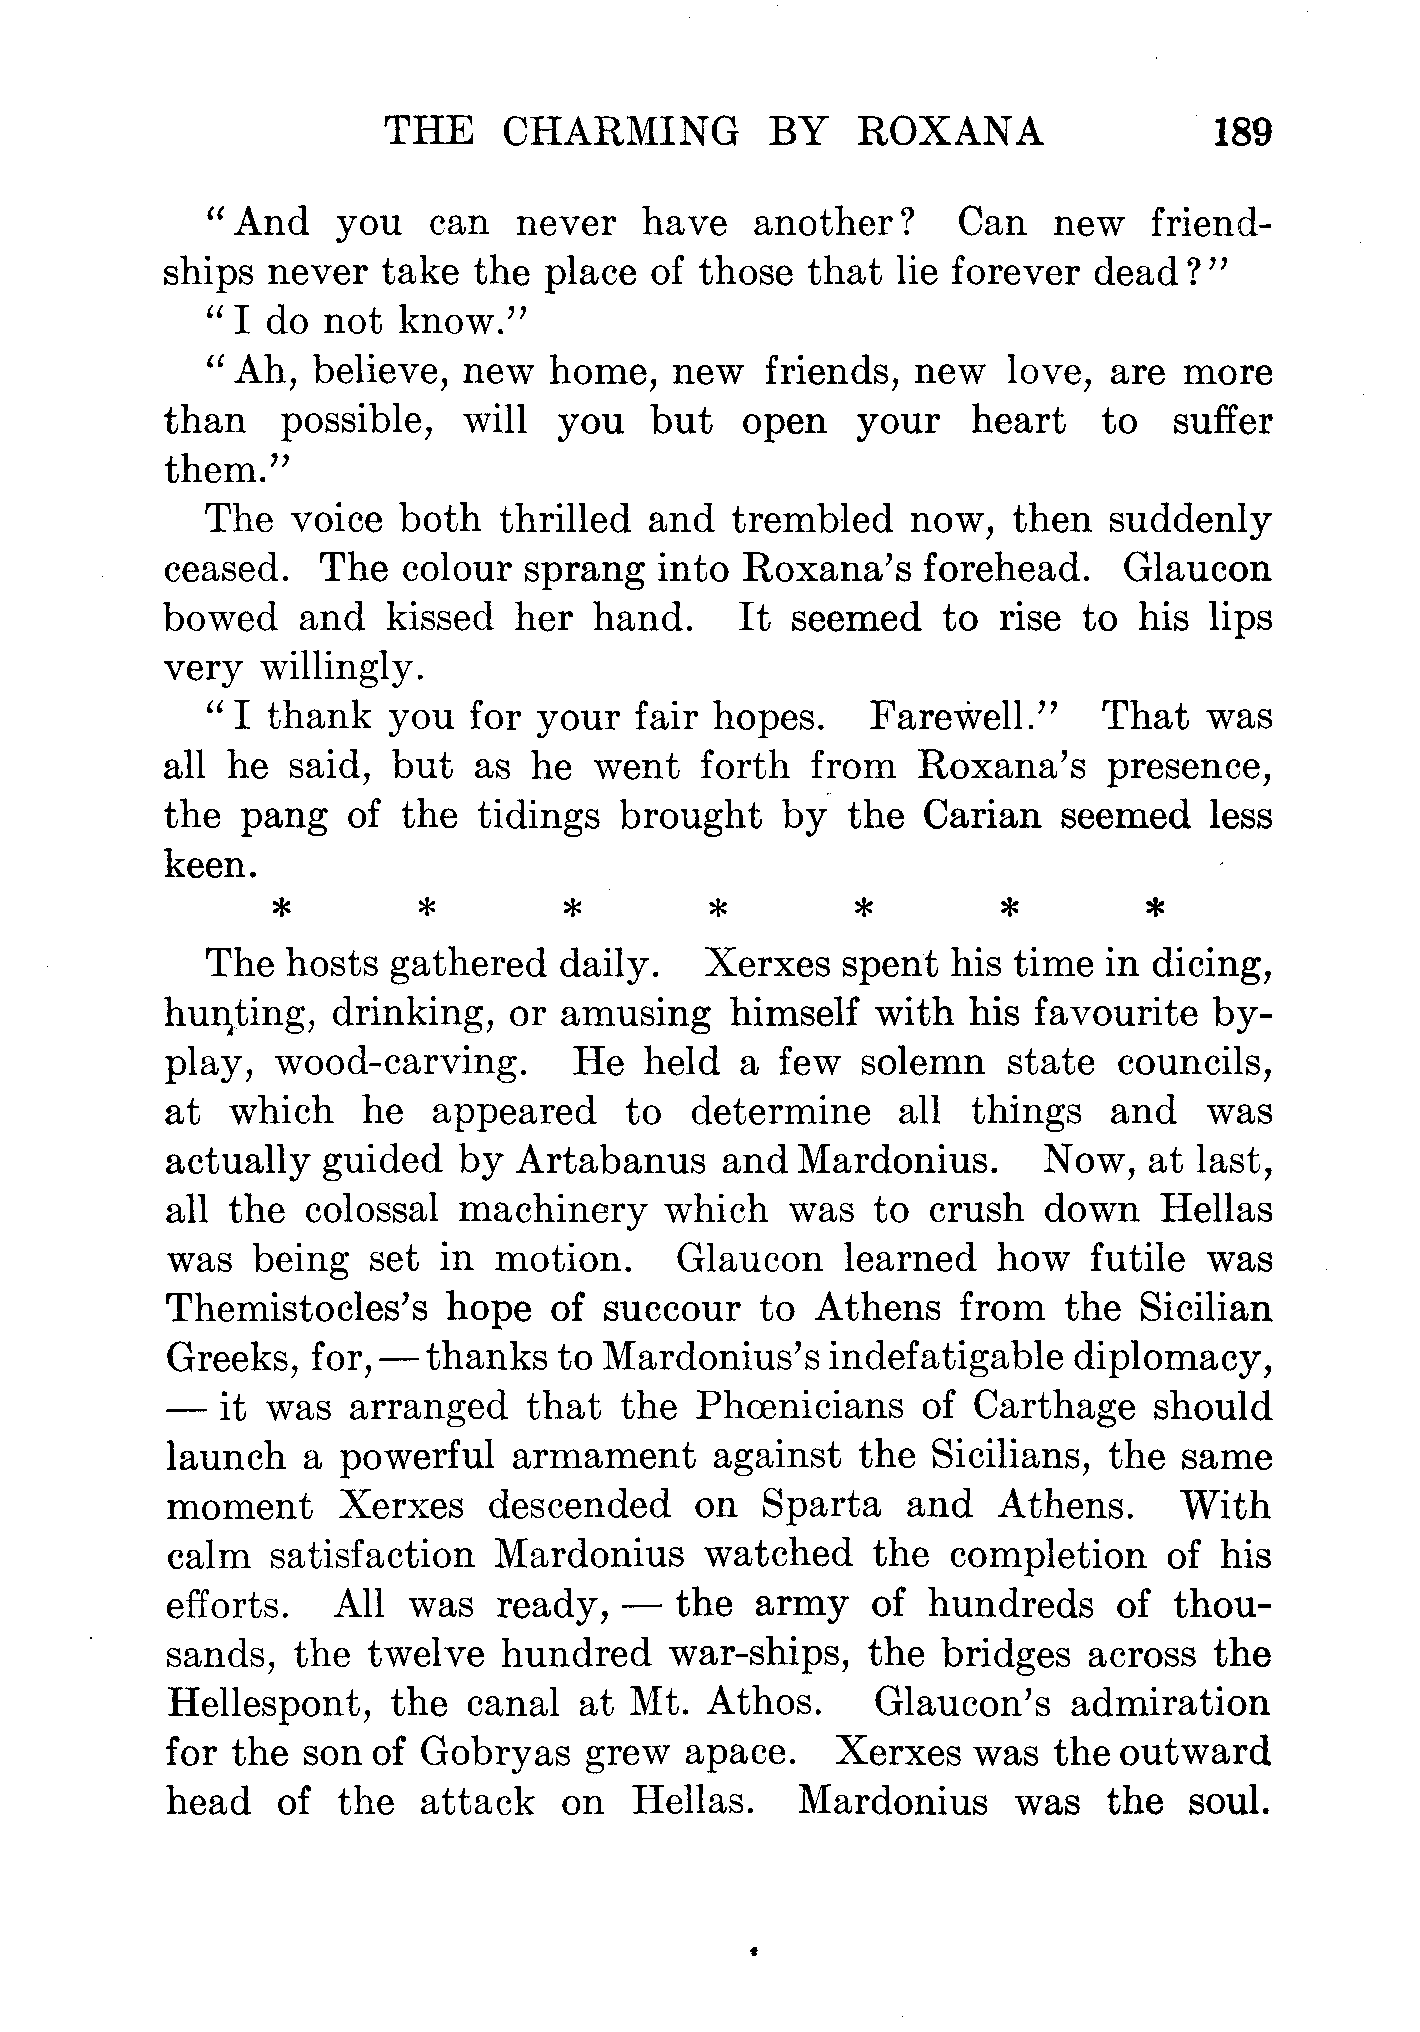 THE CHARMING BY ROXANA 189
"And you can never have another? Can new friend-
ships never take the place of those that lie forever dead?"
"I do not know."
"Ah, believe, new home, new friends, new love, are more
than possible, will you but open your heart to suffer
them."
The voice both thrilled and trembled now, then suddenly
ceased. The colour sprang into Roxana's forehead. Glaucon
bowed and kissed her hand. It seemed to rise to his lips
very willingly.
"I thank you for your fair hopes. Farewell." That was
all he said, but as he went forth from Roxana's presence,
the pang of the tidings brought by the Carian seemed less
keen.
* * * * * * *
The hosts gathered daily. Xerxes spent his time in dicing,
hunting, drinking, or amusing himself with his favourite by-
play, wood-carving. He held a few solemn state councils,
at which he appeared to determine all things and was
actually guided by Artabanus and Mardonius. Now, at last,
all the colossal machinery which was to crush down Hellas
was being set in motion. Glaucon learned how futile was
Themistocles's hope of succour to Athens from the Sicilian
Greeks, for,—thanks to Mardonius's indefatigable diplomacy,
— it was arranged that the Phœnicians of Carthage should
launch a powerful armament against the Sicilians, the same
moment Xerxes descended on Sparta and Athens. With
calm satisfaction Mardonius watched the completion of his
efforts. All was ready, — the army of hundreds of thou-
sands, the twelve hundred war-ships, the bridges across the
Hellespont, the canal at Mt. Athos. Glaucon's admiration
for the son of Gobryas grew apace. Xerxes was the outward
head of the attack on Hellas. Mardonius was the soul.